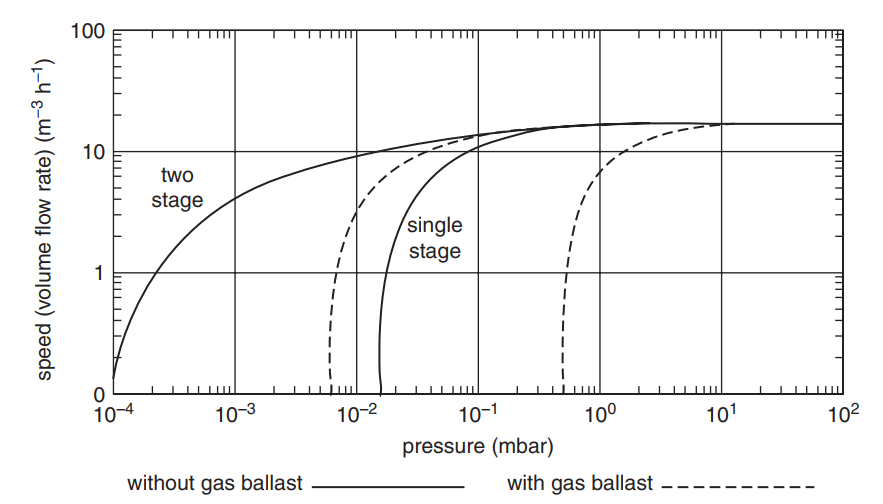 speed (volume flow rate) (m⁻³ h⁻¹)
100
10
1
0
two
stage
single
stage
10⁻⁴ 10⁻³ 10⁻² 10⁻¹ 10⁰ 10¹ 10²
pressure (mbar)
without gas ballast with gas ballast